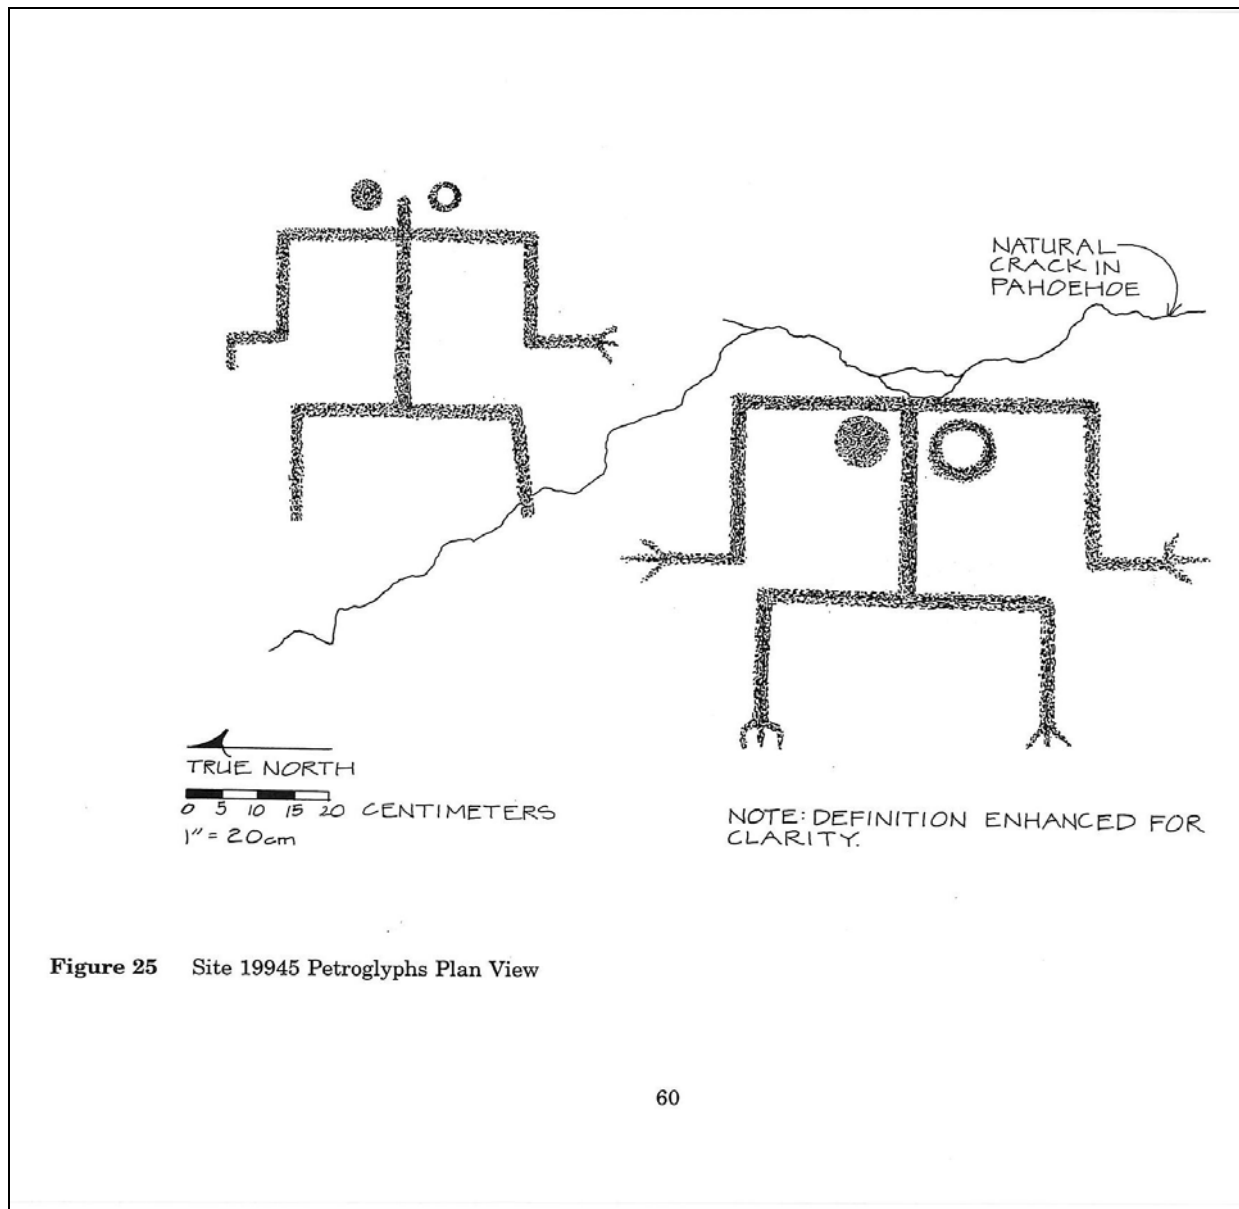 NATURAL
CRACK IN
PAHOEHOE
TRUE NORTH
0 5 10 15 20 CENTIMETERS
1" = 20cm
NOTE: DEFINITION ENHANCED FOR
CLARITY.
Figure 25 Site 19945 Petroglyphs Plan View
60